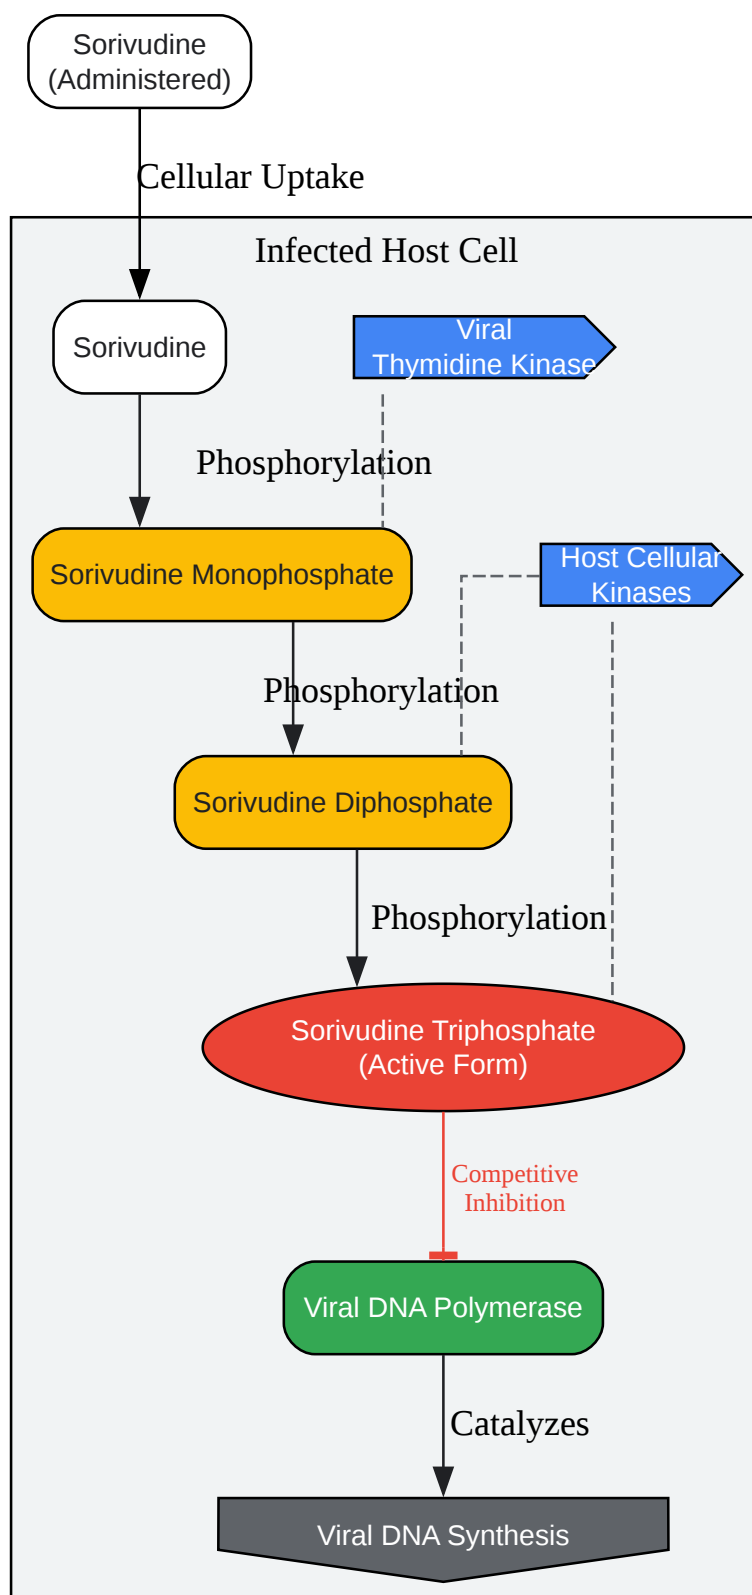 Sorivudine
(Administered)
Cellular Uptake
Infected Host Cell
Sorivudine
Viral
Thymidine Kinase
Phosphorylation
Sorivudine Monophosphate
Host Cellular
Kinases
Phosphorylation
Sorivudine Diphosphate
Phosphorylation
Sorivudine Triphosphate
(Active Form)
Competitive
Inhibition
Viral DNA Polymerase
Catalyzes
Viral DNA Synthesis